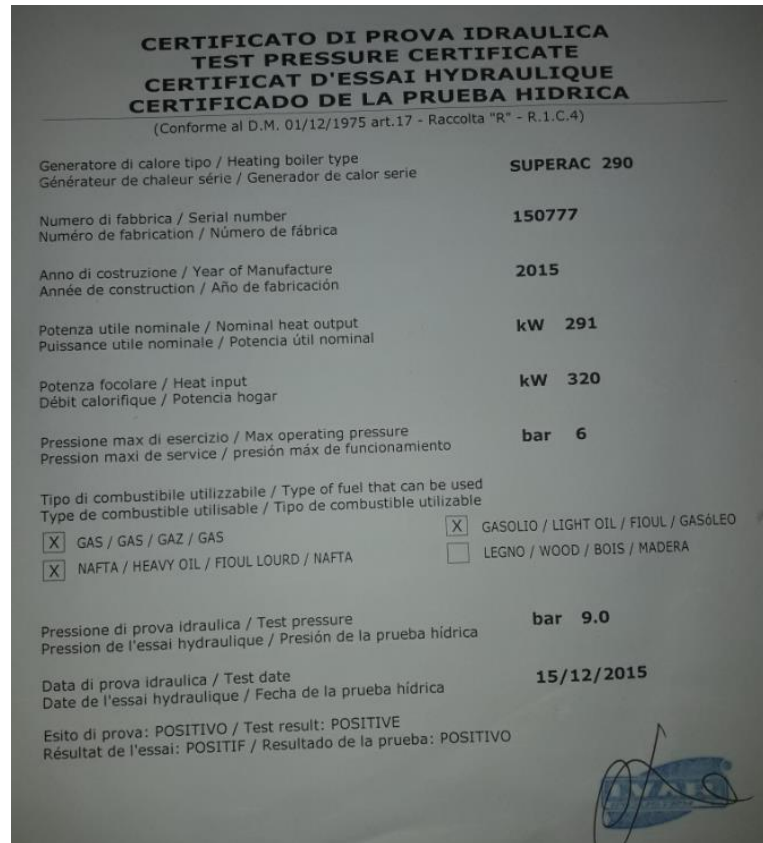 CERTIFICATO DI PROVA IDRAULICA
TEST PRESSURE CERTIFICATE
CERTIFICAT D'ESSAI HYDRAULIQUE
CERTIFICADO DE LA PRUEBA HIDRICA
(Conforme al D.M. 01/12/1975 art.17 - Raccolta "R" - R.1.C.4)
Generatore di calore tipo / Heating boiler type
Générateur de chaleur série / Generador de calor serie
SUPERAC 290
Numero di fabbrica / Serial number
Numéro de fabrication / Número de fábrica
150777
Anno di costruzione / Year of Manufacture
Année de construction / Año de fabricación
2015
Potenza utile nominale / Nominal heat output
Puissance utile nominale / Potencia útil nominal
kW 291
Potenza focolare / Heat input
Débit calorifique / Potencia hogar
kW 320
Pressione max di esercizio / Max operating pressure
Pression maxi de service / presión máx de funcionamiento
bar 6
Tipo di combustibile utilizzabile / Type of fuel that can be used
Type de combustible utilisable / Tipo de combustible utilizable
X GAS / GAS / GAZ / GAS
X GASOLIO / LIGHT OIL / FIOUL / GASóLEO
X NAFTA / HEAVY OIL / FIOUL LOURD / NAFTA
LEGNO / WOOD / BOIS / MADERA
Pressione di prova idraulica / Test pressure
Pression de l'essai hydraulique / Presión de la prueba hídrica
bar 9.0
Data di prova idraulica / Test date
Date de l'essai hydraulique / Fecha de la prueba hídrica
15/12/2015
Esito di prova: POSITIVO / Test result: POSITIVE
Résultat de l'essai: POSITIF / Resultado de la prueba: POSITIVO